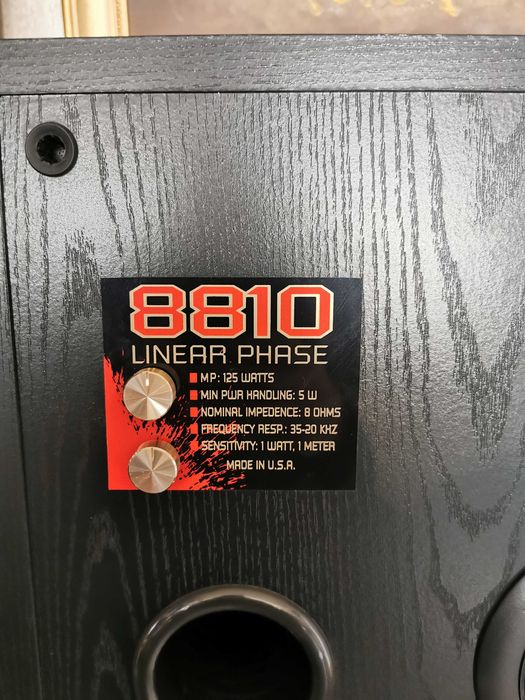 8810
LINEAR PHASE
MP: 125 WATTS
MIN PWR HANDLING: 5 W
NOMINAL IMPEDENCE: 8 OHMS
FREQUENCY RESP.: 35-20 KHZ
SENSITIVITY: 1 WATT, 1 METER
MADE IN U.S.A.